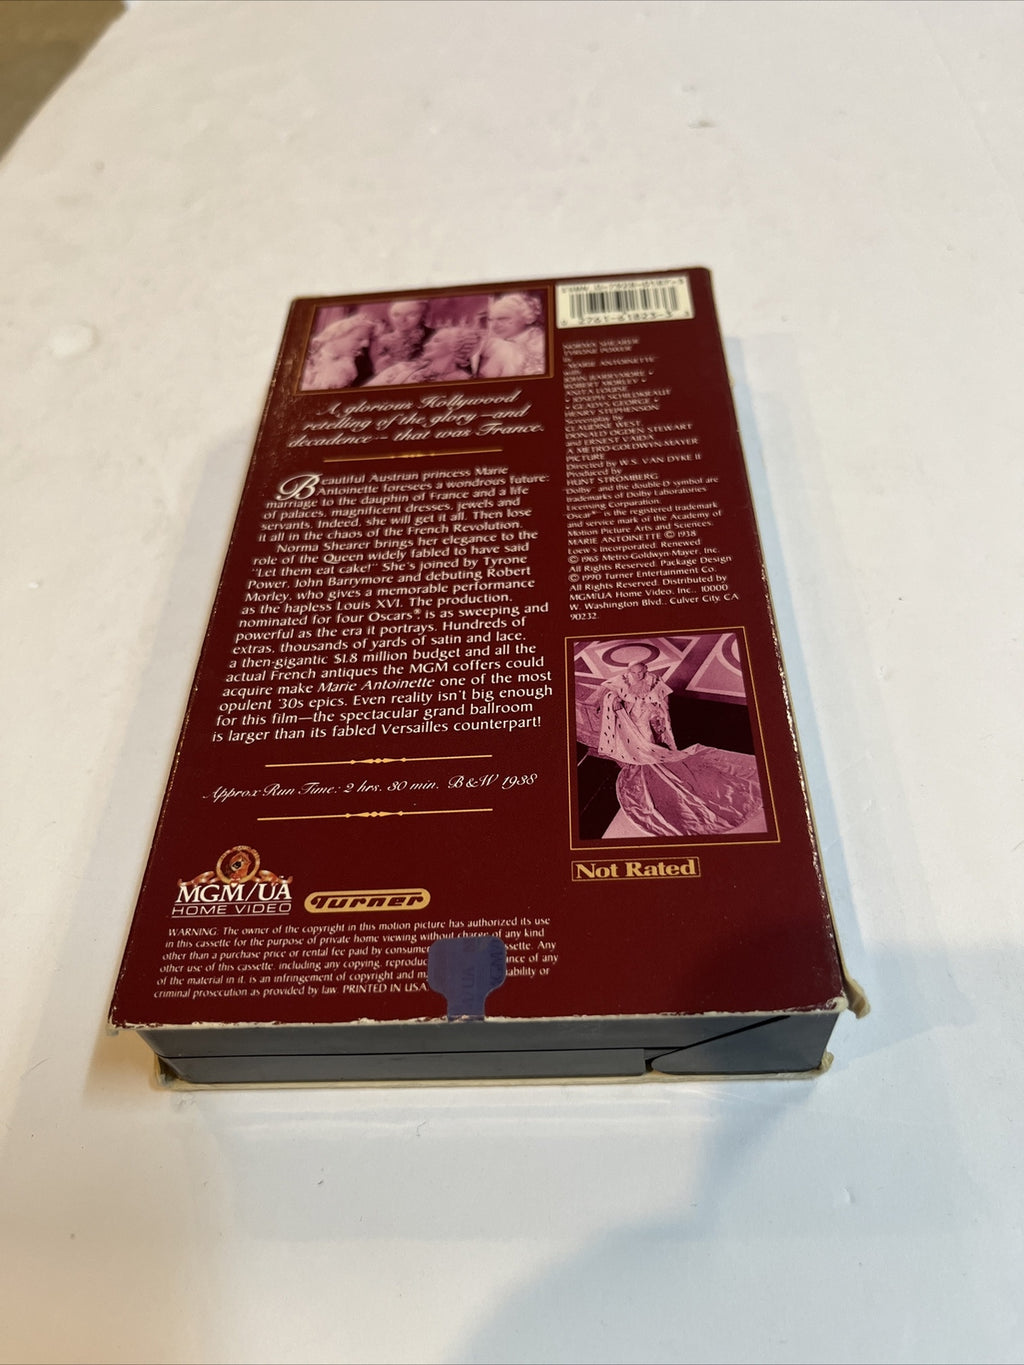 A glorious Hollywood
retelling of the glory—and
decadence—that was France.
Beautiful Austrian princess Marie
Antoinette foresees a wondrous future:
marriage to the dauphin of France and a life
of palaces, magnificent dresses, jewels and
servants. Indeed, she will get it all. Then lose
it all in the chaos of the French Revolution.
Norma Shearer brings her elegance to the
role of the Queen widely fabled to have said
"Let them eat cake!" She's joined by Tyrone
Power, John Barrymore and debuting Robert
Morley, who gives a memorable performance
as the hapless Louis XVI. The production,
nominated for four Oscars®, is as sweeping and
powerful as the era it portrays. Hundreds of
extras, thousands of yards of satin and lace,
a then-gigantic $1.8 million budget and all the
actual French antiques the MGM coffers could
acquire make Marie Antoinette one of the most
opulent '30s epics. Even reality isn't big enough
for this film—the spectacular grand ballroom
is larger than its fabled Versailles counterpart!
Approx Run Time: 2 hrs. 30 min. B&W 1938
MGM/UA
HOME VIDEO
Turner
WARNING: The owner of the copyright in this motion picture has authorized its use
in this cassette for the purpose of private home viewing without charge of any kind
other than a purchase price or rental fee paid by consumer ssette. Any
other use of this cassette, including any copying, reproduc nce of any
of the material in it, is an infringement of copyright and ma iability or
criminal prosecution as provided by law. PRINTED IN USA
61823-3
NORMA SHEARER
TYRONE POWER
in
"MARIE ANTOINETTE"
with
JOHN BARRYMORE •
ROBERT MORLEY •
ANITA LOUISE
• JOSEPH SCHILDKRAUT
• GLADYS GEORGE •
HENRY STEPHENSON
Screenplay by
CLAUDINE WEST,
DONALD OGDEN STEWART
and ERNEST VAJDA
A METRO-GOLDWYN-MAYER
PICTURE
Directed by W.S. VAN DYKE II
Produced by
HUNT STROMBERG
"Dolby" and the double-D symbol are
trademarks of Dolby Laboratories
Licensing Corporation.
"Oscar®" is the registered trademark
and service mark of the Academy of
Motion Picture Arts and Sciences.
MARIE ANTOINETTE © 1938
Loew's Incorporated. Renewed
© 1965 Metro-Goldwyn-Mayer, Inc.
All Rights Reserved. Package Design
© 1990 Turner Entertainment Co.
All Rights Reserved. Distributed by
MGM/UA Home Video, Inc., 10000
W. Washington Blvd., Culver City, CA
90232.
Not Rated